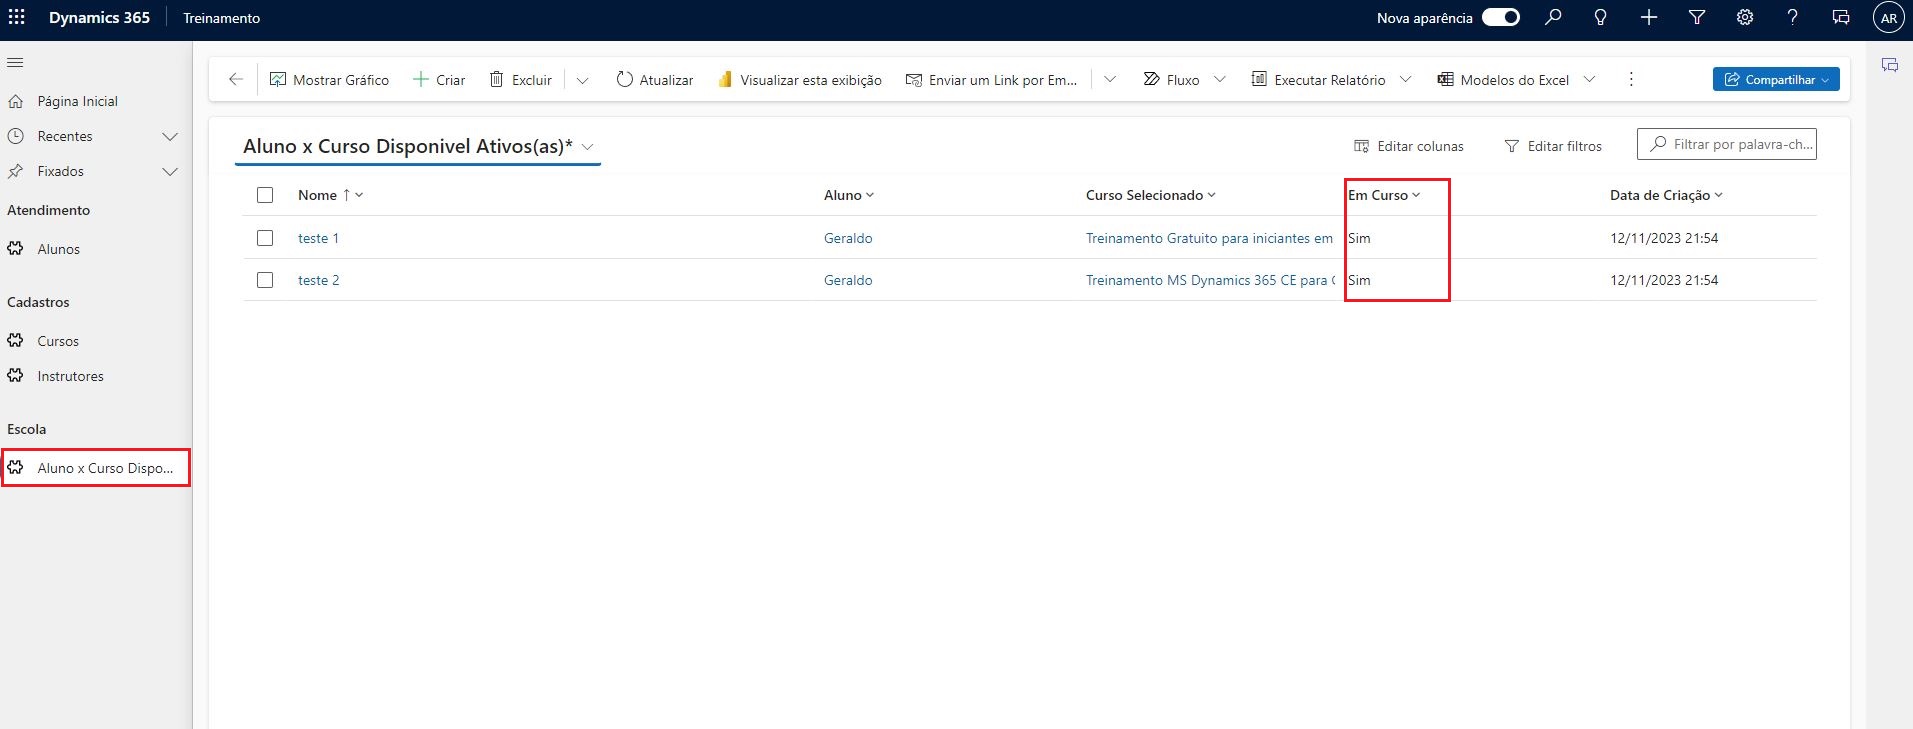 Dynamics 365 Treinamento Nova aparência AR
Mostrar Gráfico Criar Excluir Atualizar Visualizar esta exibição Enviar um Link por Em... Fluxo Executar Relatório Modelos do Excel Compartilhar
Página Inicial
Recentes
Fixados
Atendimento
Alunos
Cadastros
Cursos
Instrutores
Escola
Aluno x Curso Dispo...
Aluno x Curso Disponivel Ativos(as)* Editar colunas Editar filtros Filtrar por palavra-ch...
Nome ↑ Aluno Curso Selecionado Em Curso Data de Criação
teste 1 Geraldo Treinamento Gratuito para iniciantes em Sim 12/11/2023 21:54
teste 2 Geraldo Treinamento MS Dynamics 365 CE para Sim 12/11/2023 21:54